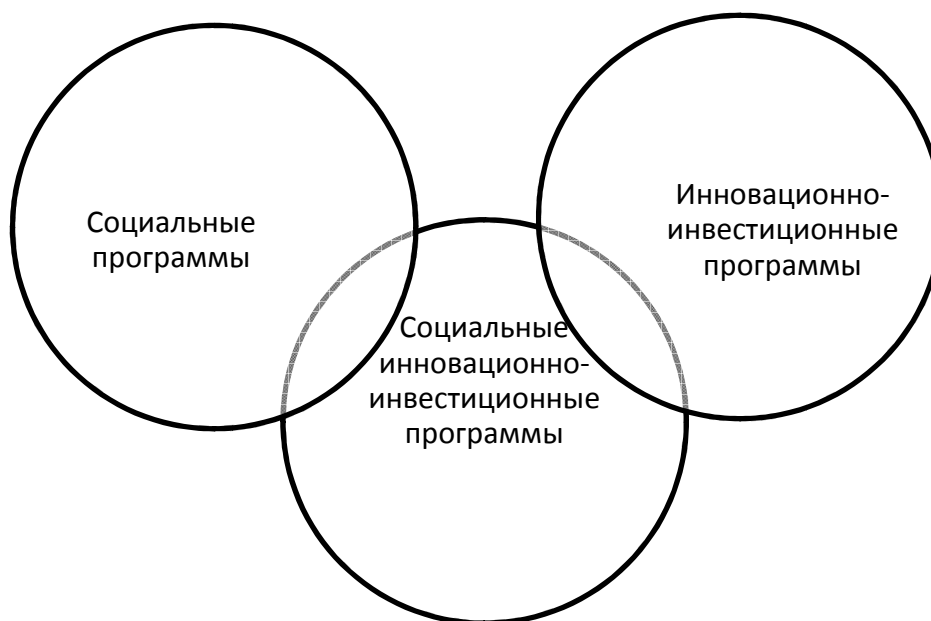 Социальные
программы
Инновационно-
инвестиционные
программы
Социальные
инновационно-
инвестиционные
программы